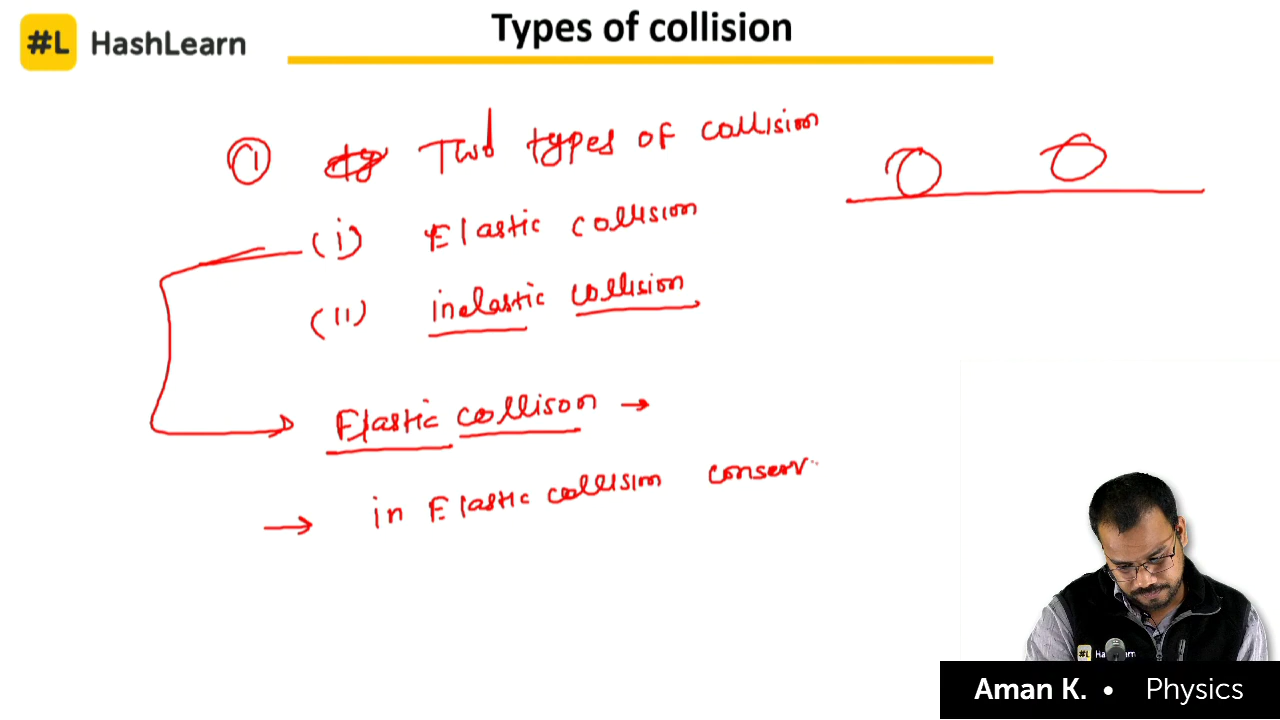 #L HashLearn
Types of collision
① Two types of collision
(i) Elastic collision
(ii) inelastic collision
Elastic collison →
→ in Elastic collision conserv
#L HashLearn
Aman K. • Physics